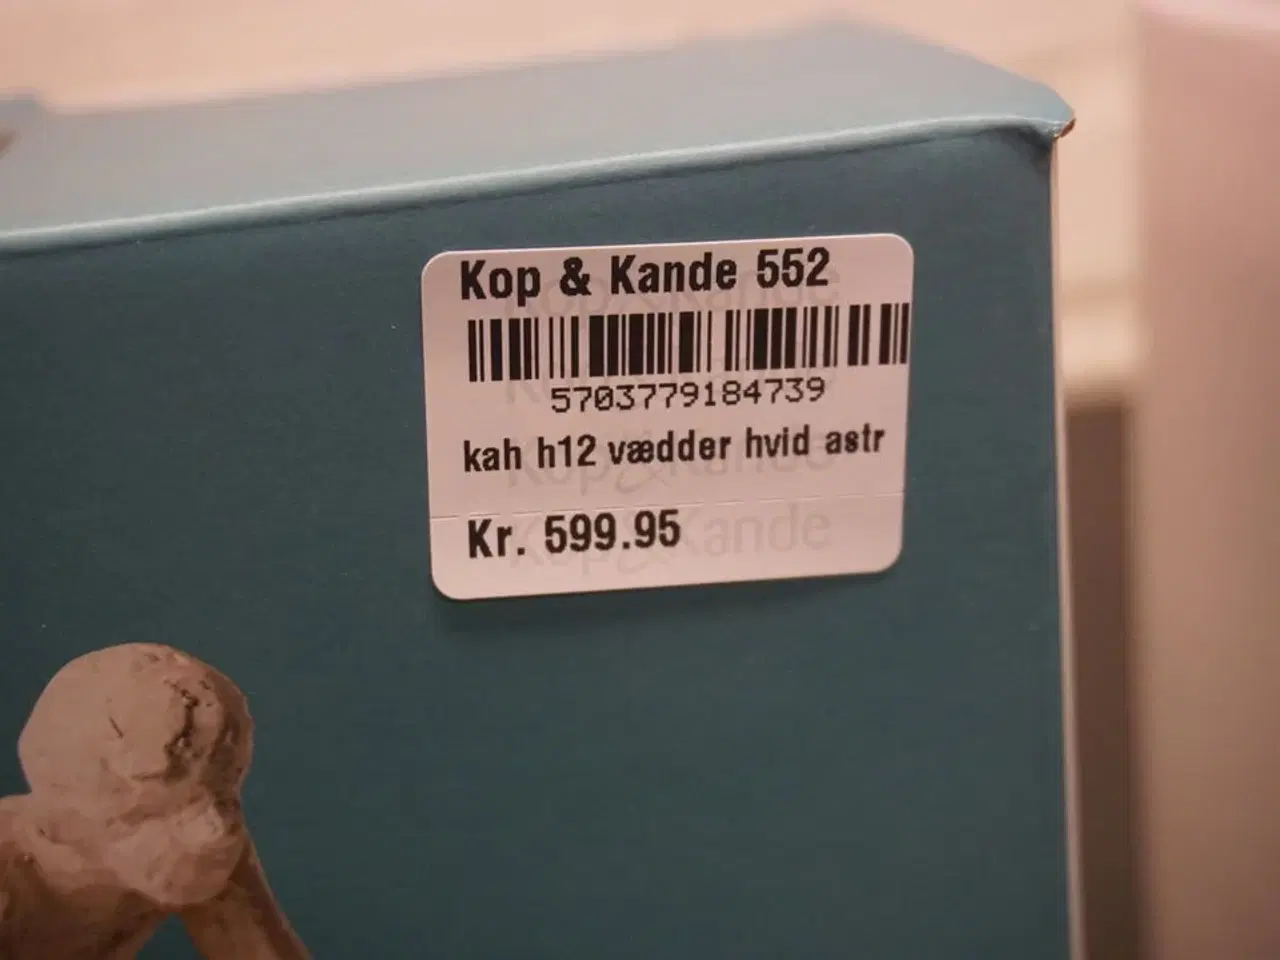 Kop & Kande 552
5703779184739
kah h12 vædder hvid astr
Kr. 599.95